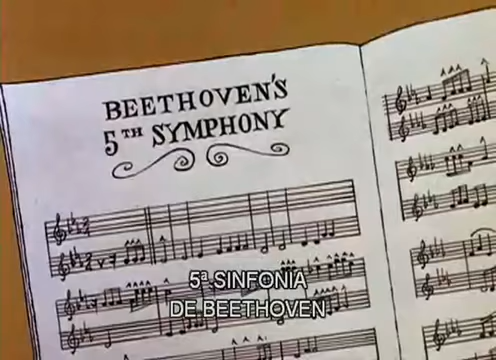 BEETHOVEN'S
5TH SYMPHONY
5ª SINFONIA
DE BEETHOVEN